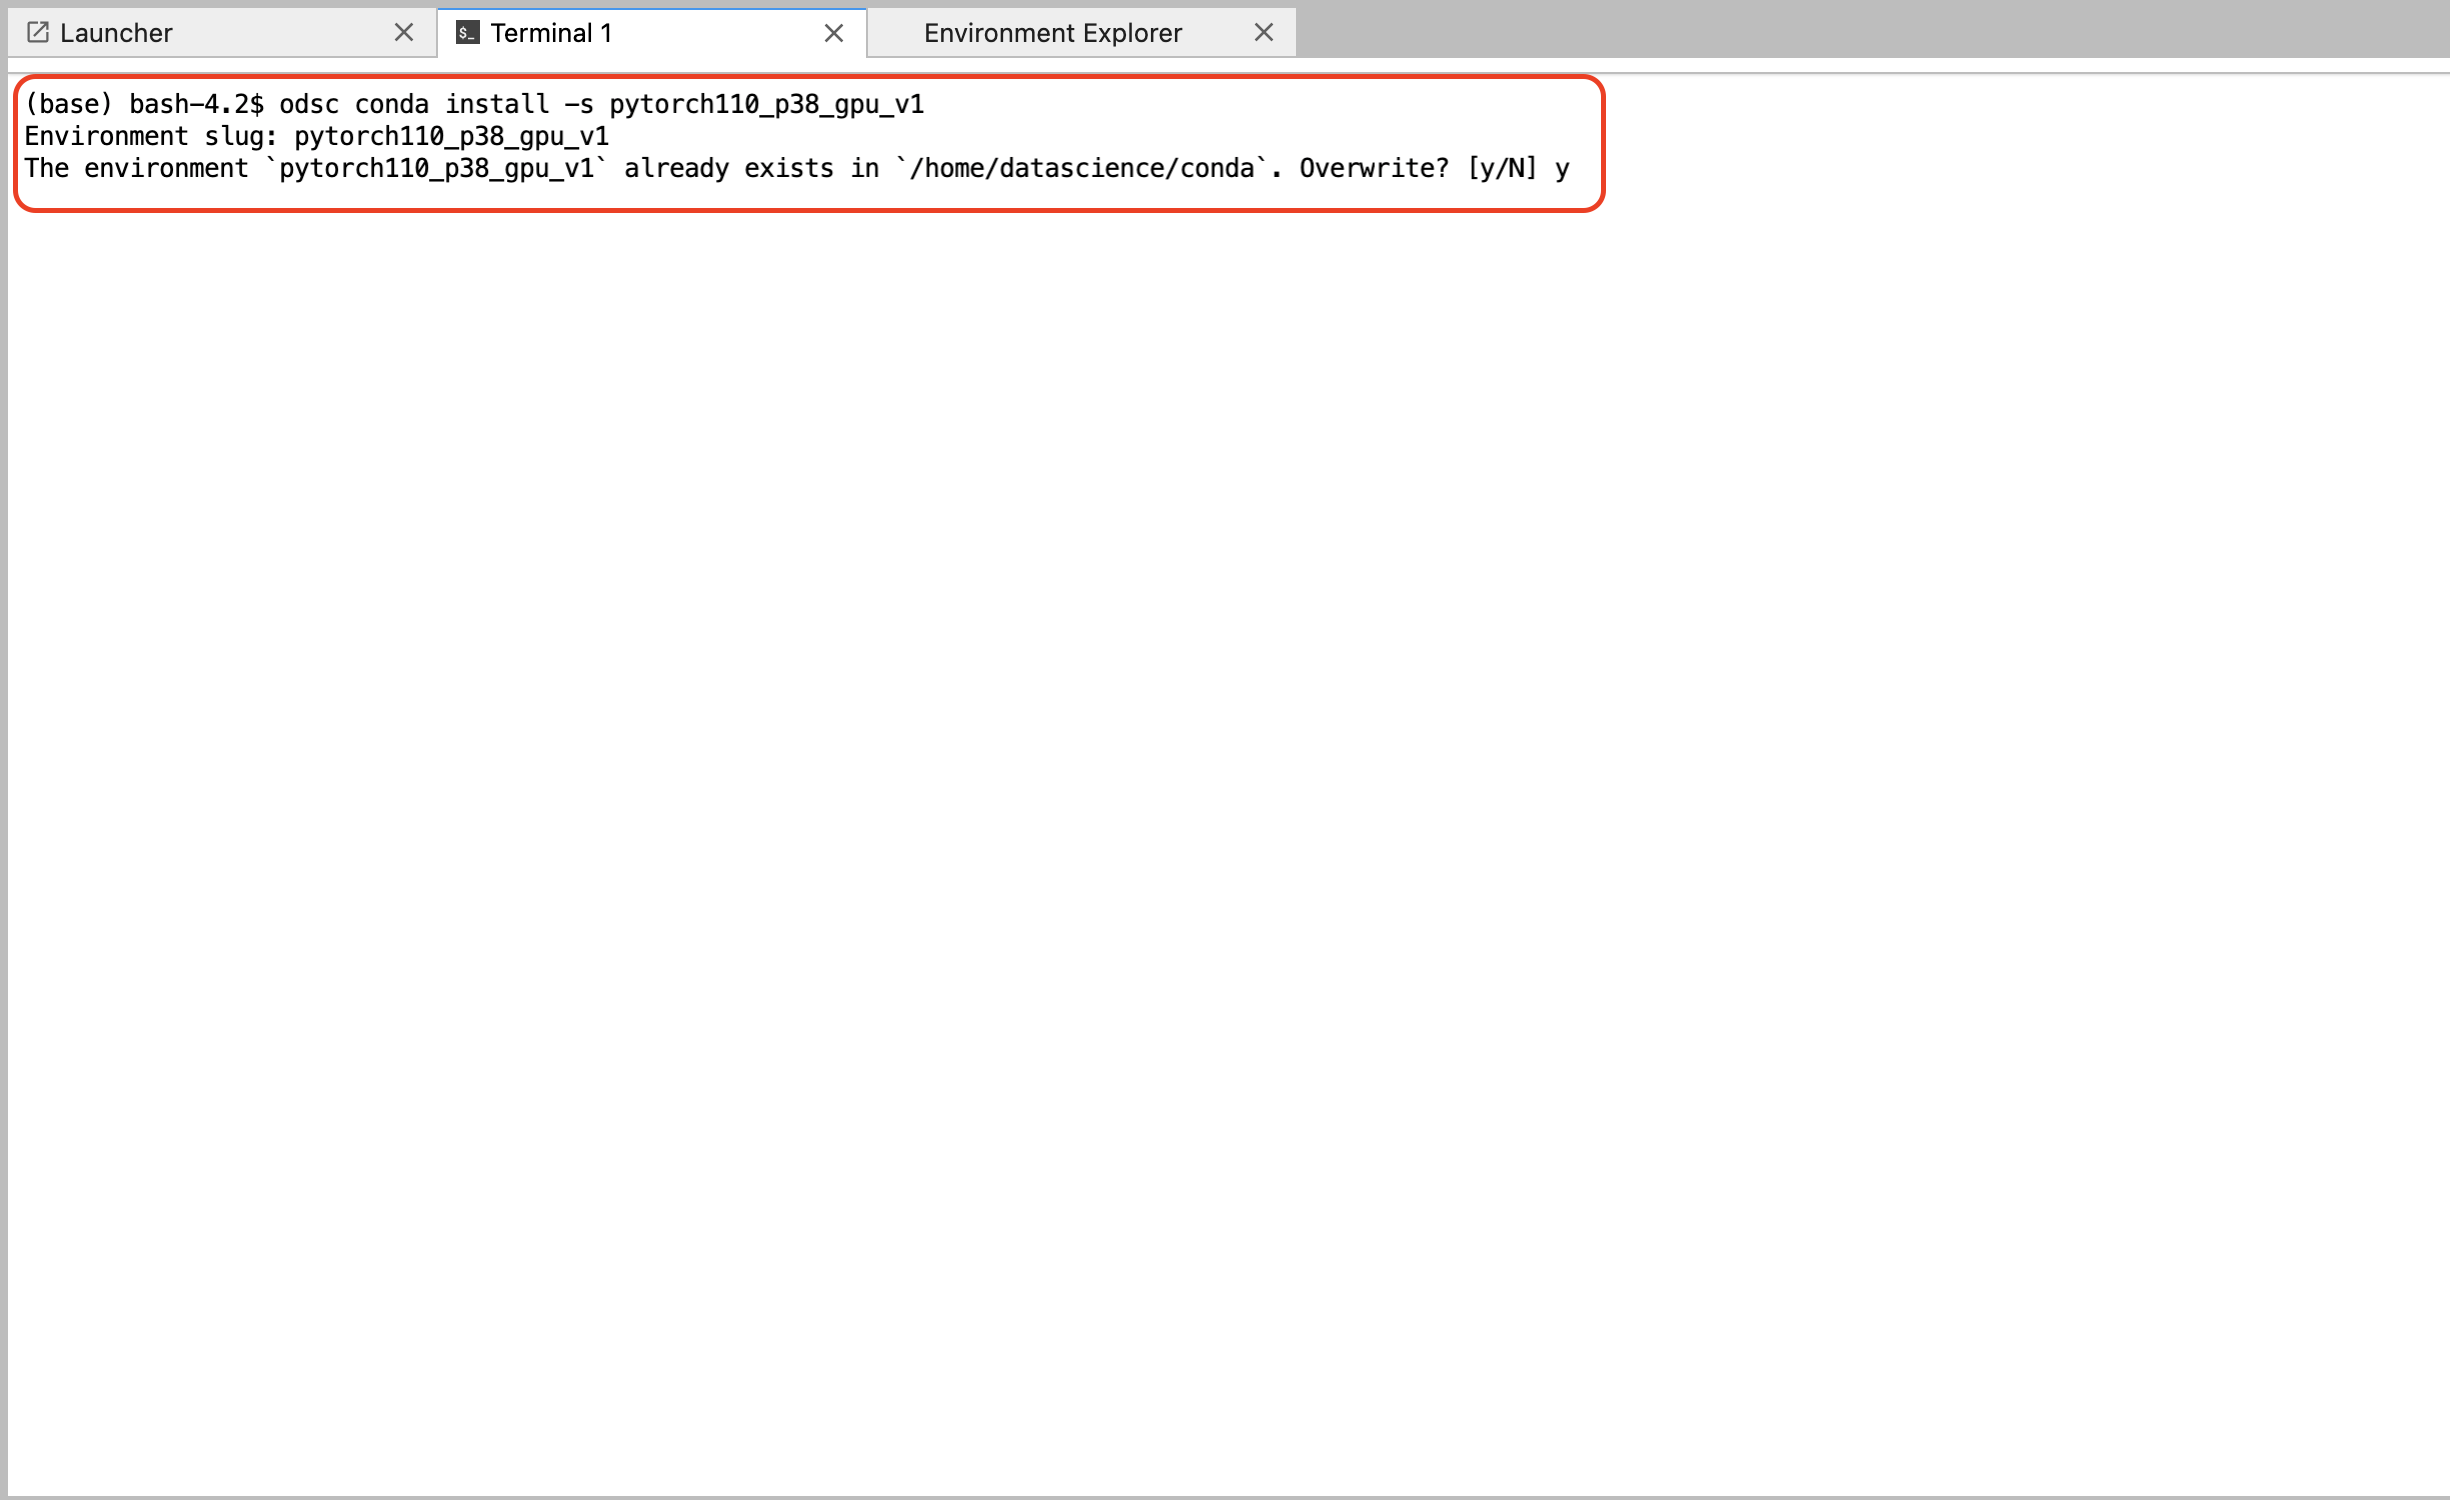 Launcher
$_ Terminal 1
Environment Explorer
(base) bash-4.2$ odsc conda install -s pytorch110_p38_gpu_v1
Environment slug: pytorch110_p38_gpu_v1
The environment `pytorch110_p38_gpu_v1` already exists in `/home/datascience/conda`. Overwrite? [y/N] y